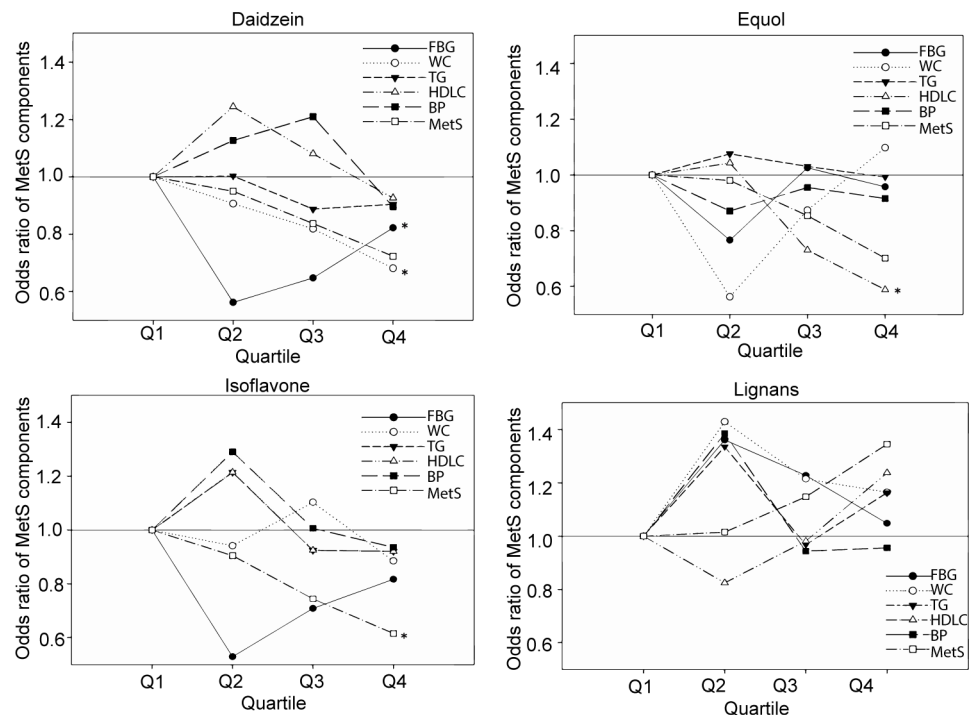 Daidzein
Odds ratio of MetS components
1.4
1.2
1.0
0.8
0.6
FBG
WC
TG
HDLC
BP
MetS
*
*
Q1 Q2 Q3 Q4
Quartile
Equol
Odds ratio of MetS components
1.4
1.2
1.0
0.8
0.6
FBG
WC
TG
HDLC
BP
MetS
*
Q1 Q2 Q3 Q4
Quartile
Isoflavone
Odds ratio of MetS components
1.4
1.2
1.0
0.8
0.6
FBG
WC
TG
HDLC
BP
MetS
*
Q1 Q2 Q3 Q4
Quartile
Lignans
Odds ratio of MetS components
1.4
1.2
1.0
0.8
0.6
FBG
WC
TG
HDLC
BP
MetS
Q1 Q2 Q3 Q4
Quartile